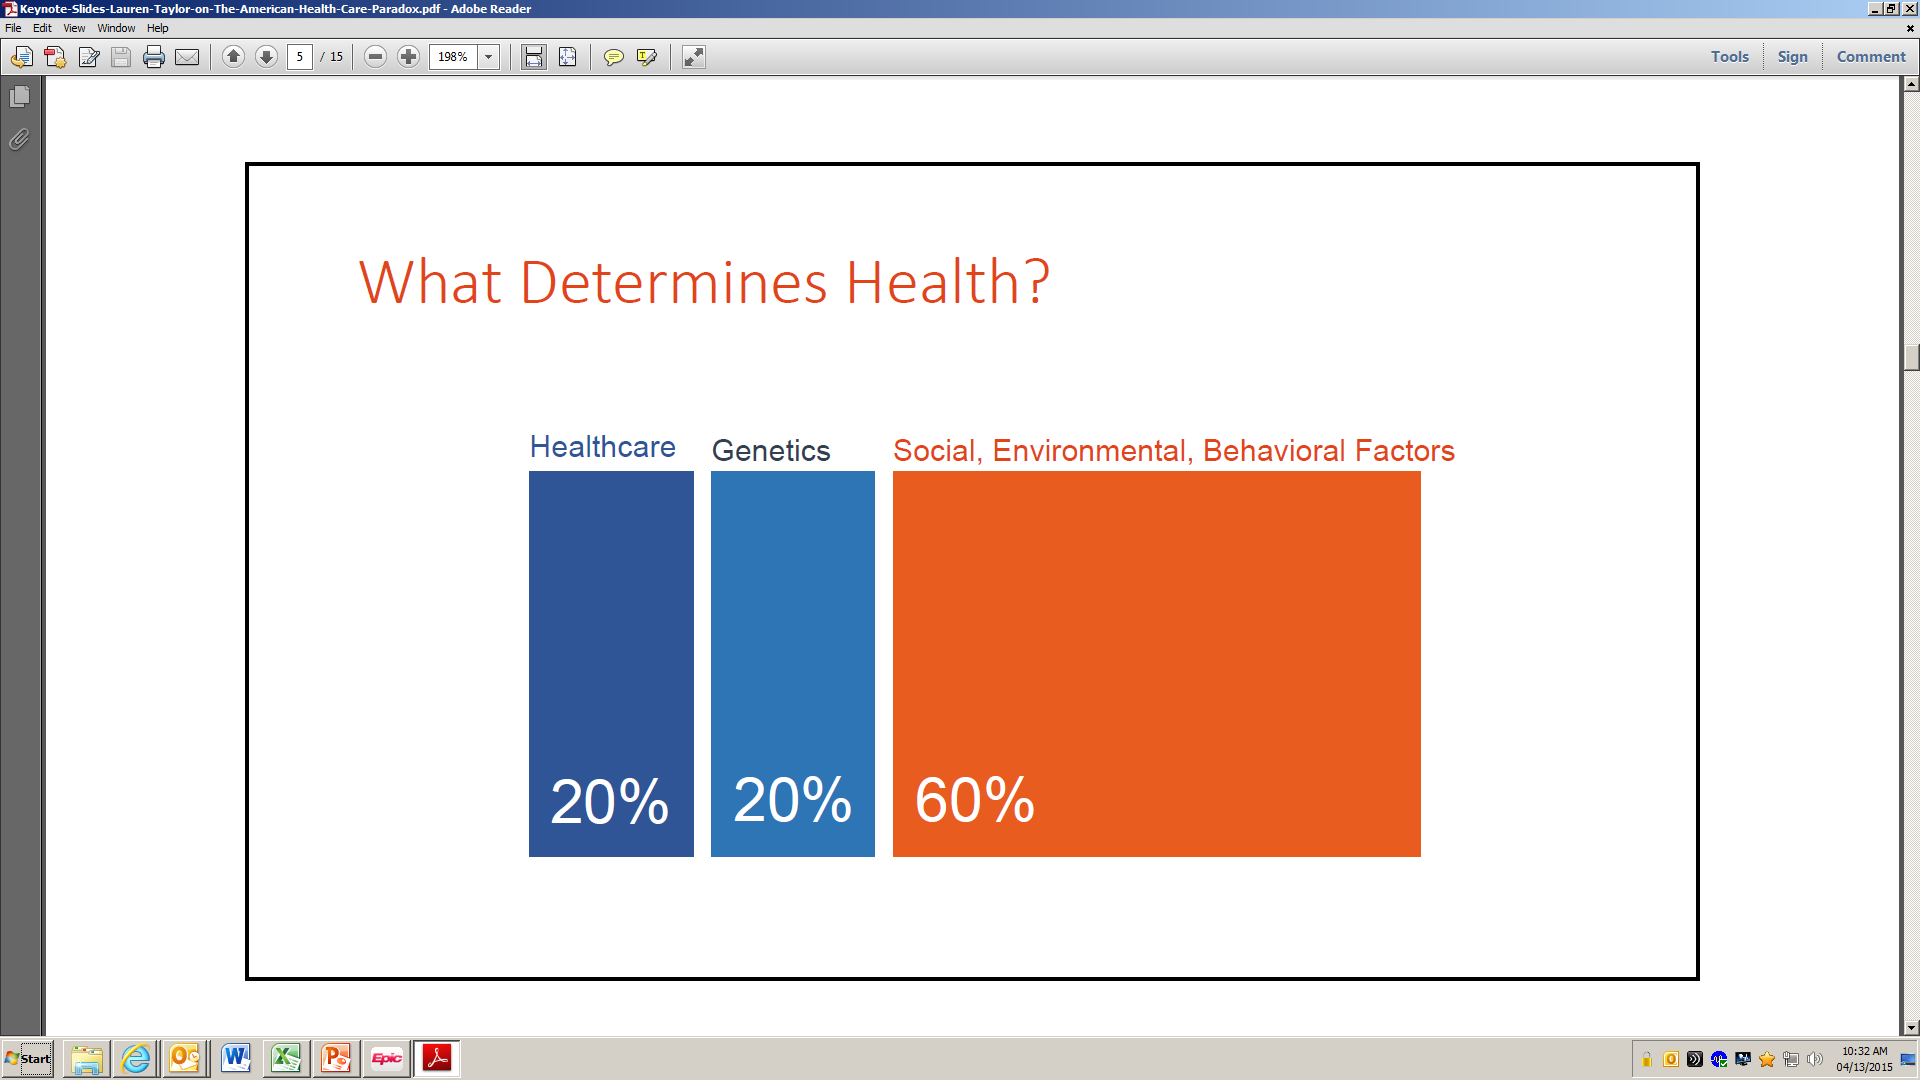 Keynote-Slides-Lauren-Taylor-on-The-American-Health-Care-Paradox.pdf - Adobe Reader
File Edit View Window Help
5 / 15 198% Tools Sign Comment
What Determines Health?
Healthcare Genetics Social, Environmental, Behavioral Factors
20% 20% 60%
Start Epic 10:32 AM
04/13/2015